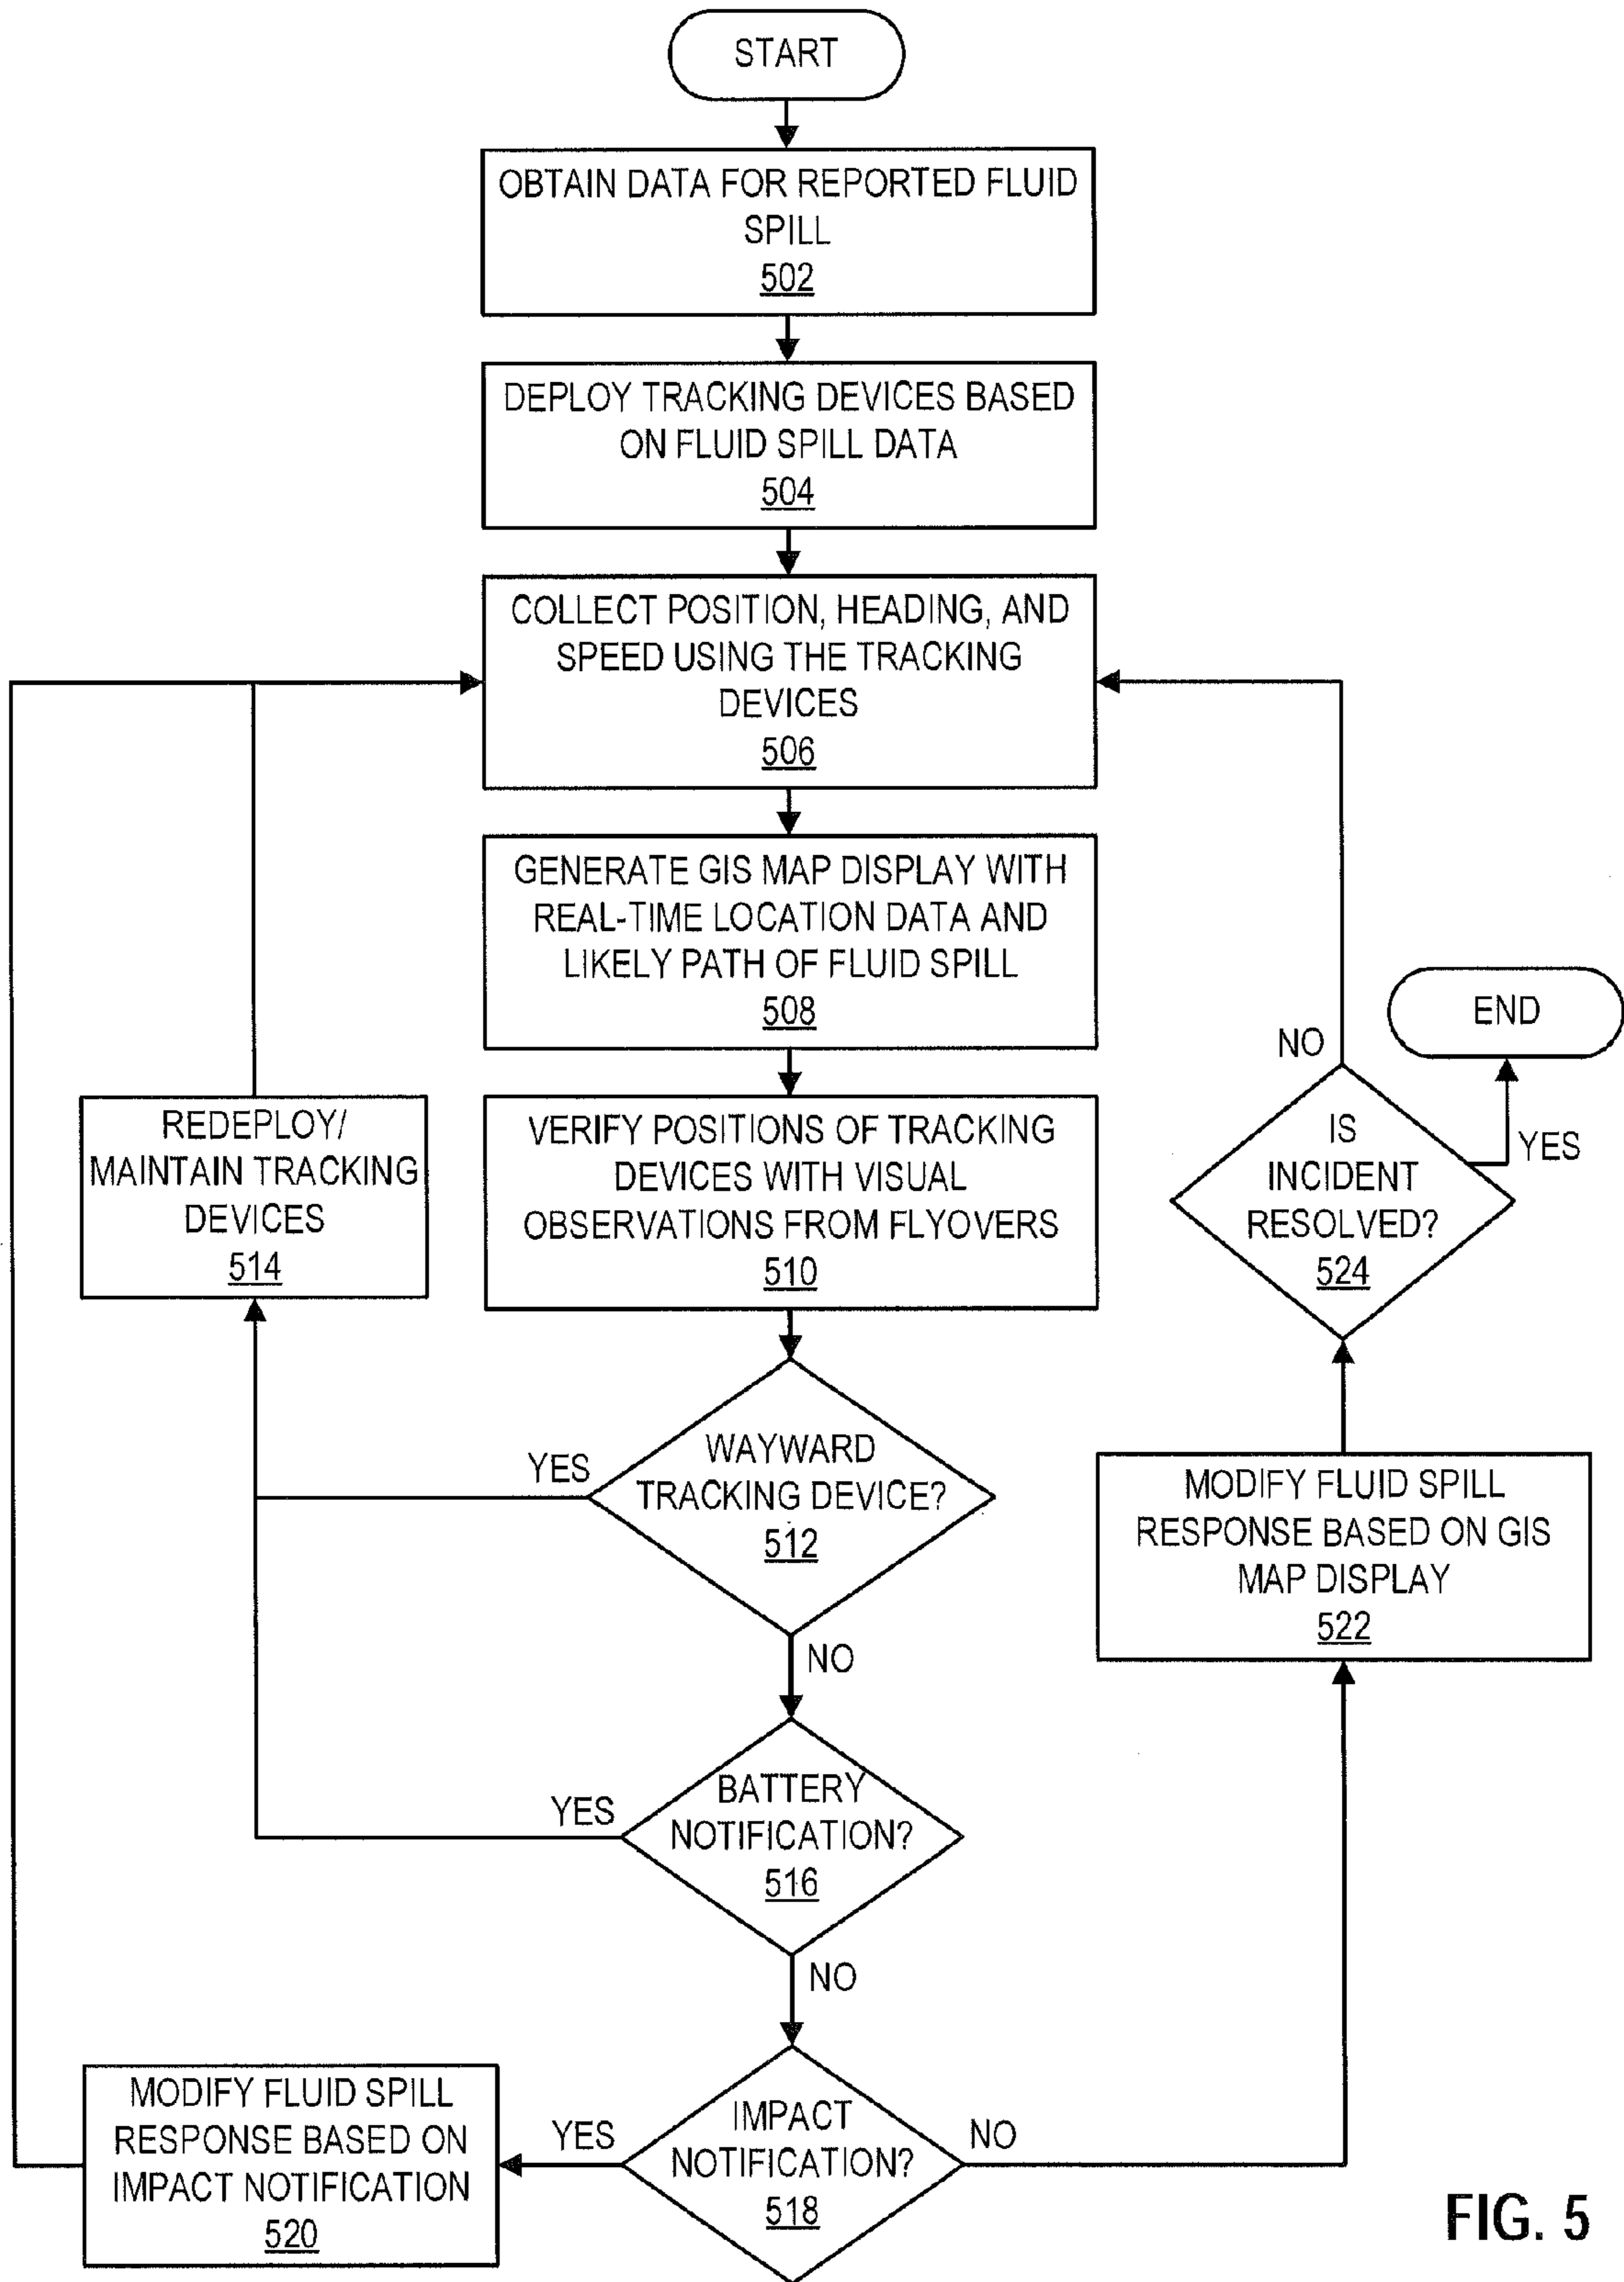 START
OBTAIN DATA FOR REPORTED FLUID
SPILL
502
DEPLOY TRACKING DEVICES BASED
ON FLUID SPILL DATA
504
COLLECT POSITION, HEADING, AND
SPEED USING THE TRACKING
DEVICES
506
GENERATE GIS MAP DISPLAY WITH
REAL-TIME LOCATION DATA AND
LIKELY PATH OF FLUID SPILL
508
VERIFY POSITIONS OF TRACKING
DEVICES WITH VISUAL
OBSERVATIONS FROM FLYOVERS
510
REDEPLOY/
MAINTAIN TRACKING
DEVICES
514
WAYWARD
TRACKING DEVICE?
512
YES
NO
BATTERY
NOTIFICATION?
516
YES
NO
IMPACT
NOTIFICATION?
518
YES
NO
MODIFY FLUID SPILL
RESPONSE BASED ON
IMPACT NOTIFICATION
520
MODIFY FLUID SPILL
RESPONSE BASED ON GIS
MAP DISPLAY
522
IS
INCIDENT
RESOLVED?
524
NO
YES
END
FIG. 5